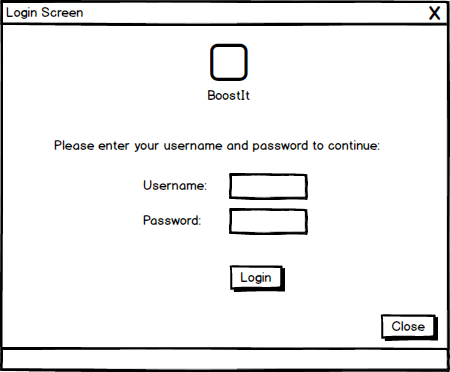 Login Screen X
BoostIt
Please enter your username and password to continue:
Username:
Password:
Login
Close